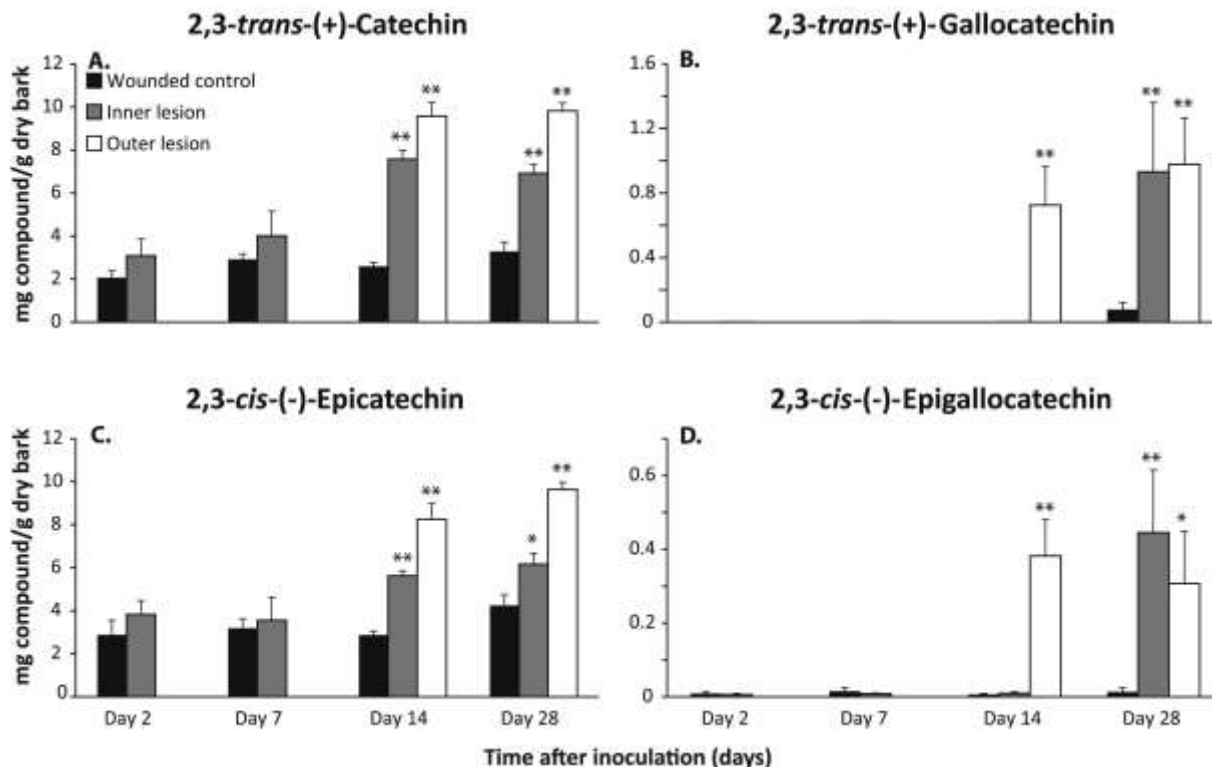 2,3-trans-(+)-Catechin
2,3-trans-(+)-Gallocatechin
A.
12
10
8
6
4
2
0
mg compound/g dry bark
Wounded control
Inner lesion
Outer lesion
**
**
**
**
B.
1.6
1.2
0.8
0.4
0
**
**
**
2,3-cis-(-)-Epicatechin
2,3-cis-(-)-Epigallocatechin
C.
12
10
8
6
4
2
0
mg compound/g dry bark
**
**
*
**
Day 2
Day 7
Day 14
Day 28
D.
0.6
0.4
0.2
0
**
**
*
Day 2
Day 7
Day 14
Day 28
Time after inoculation (days)